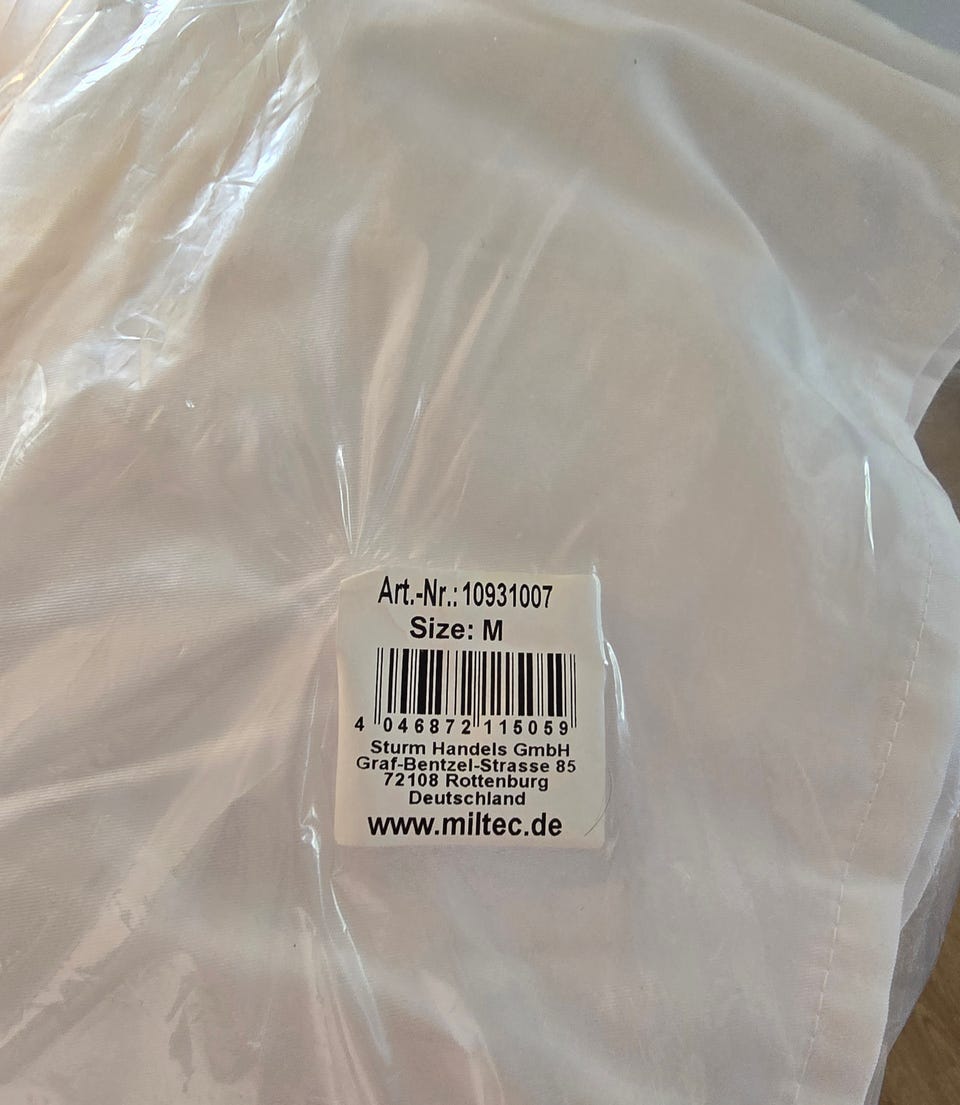 Art.-Nr.: 10931007
Size: M
4 046872 115059
Sturm Handels GmbH
Graf-Bentzel-Strasse 85
72108 Rottenburg
Deutschland
www.miltec.de